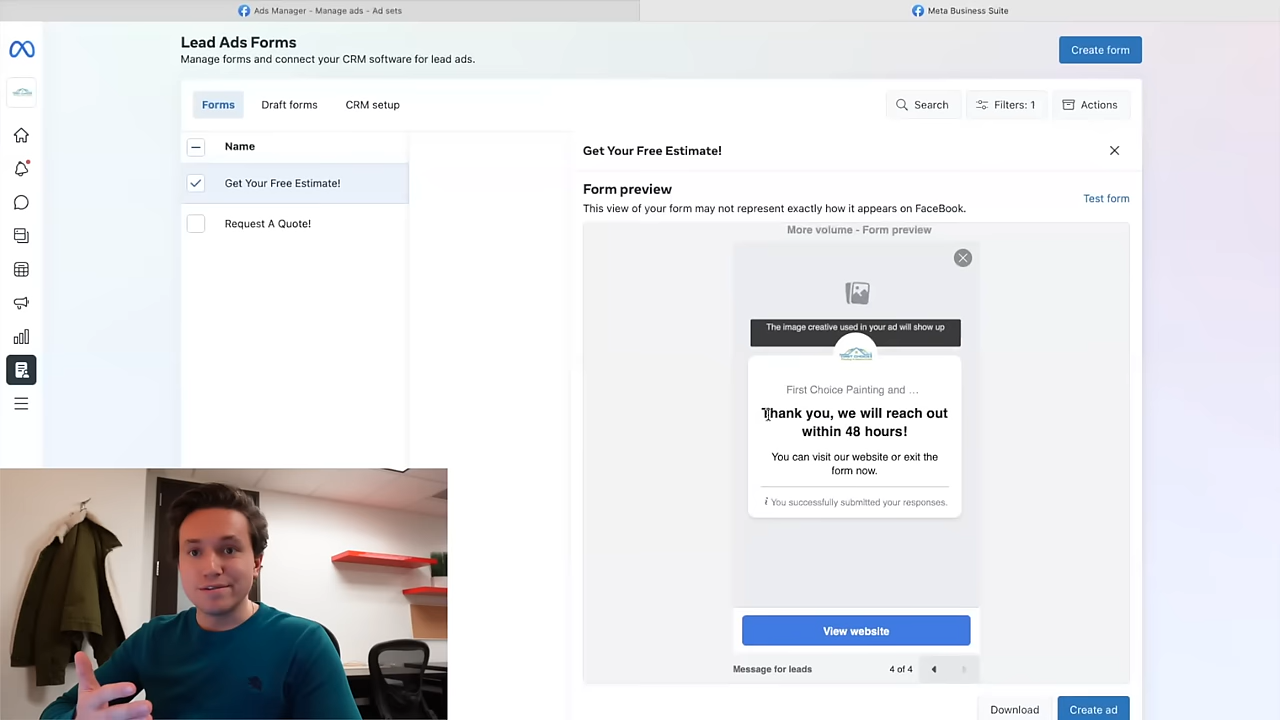 Ads Manager - Manage ads - Ad sets
Meta Business Suite
Lead Ads Forms
Manage forms and connect your CRM software for lead ads.
Create form
Forms
Draft forms
CRM setup
Search
Filters: 1
Actions
Name
Get Your Free Estimate!
Request A Quote!
Get Your Free Estimate!
Form preview
This view of your form may not represent exactly how it appears on FaceBook.
Test form
More volume - Form preview
The image creative used in your ad will show up
First Choice Painting and ...
Thank you, we will reach out
within 48 hours!
You can visit our website or exit the
form now.
i You successfully submitted your responses.
View website
Message for leads
4 of 4
Download
Create ad